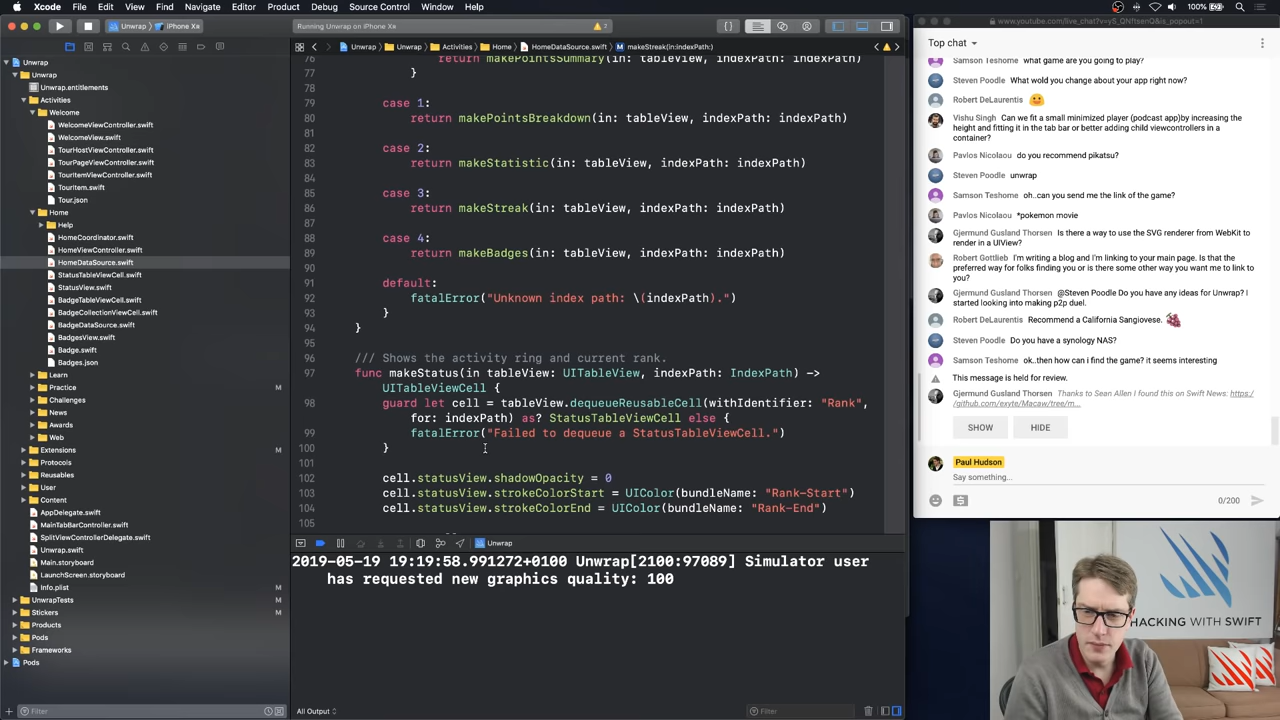 Xcode File Edit View Find Navigate Editor Product Debug Source Control Window Help
100%
Unwrap
iPhone Xʀ
Running Unwrap on iPhone Xʀ
7
www.youtube.com/live_chat?v=yS_QN!tsenQ&is_popout=1
Unwrap
Unwrap
Activities
Home
HomeDataSource.swift
M makeStreak(in:indexPath:)
Unwrap
Unwrap
Unwrap.entitlements
Activities
Welcome
WelcomeViewController.swift
WelcomeView.swift
TourHostViewController.swift
TourPageViewController.swift
TourItemViewController.swift
TourItem.swift
Tour.json
Home
Help
HomeCoordinator.swift
HomeViewController.swift
HomeDataSource.swift
StatusTableViewCell.swift
StatusView.swift
BadgeTableViewCell.swift
BadgeCollectionViewCell.swift
BadgeDataSource.swift
BadgesView.swift
Badge.swift
Badges.json
Learn
Practice M
Challenges
News
Awards
Web
Extensions
Protocols
Reusables
User
Content
AppDelegate.swift
MainTabBarController.swift
SplitViewControllerDelegate.swift
Unwrap.swift
Main.storyboard
LaunchScreen.storyboard
Info.plist M
UnwrapTests M
Stickers M
Products
Pods
Frameworks
Pods
Filter
76 return makePointsSummary(in: tableView, indexPath: indexPath)
77 }
78
79 case 1:
80 return makePointsBreakdown(in: tableView, indexPath: indexPath)
81
82 case 2:
83 return makeStatistic(in: tableView, indexPath: indexPath)
84
85 case 3:
86 return makeStreak(in: tableView, indexPath: indexPath)
87
88 case 4:
89 return makeBadges(in: tableView, indexPath: indexPath)
90
91 default:
92 fatalError("Unknown index path: \(indexPath).")
93 }
94 }
95
96 /// Shows the activity ring and current rank.
97 func makeStatus(in tableView: UITableView, indexPath: IndexPath) ->
UITableViewCell {
98 guard let cell = tableView.dequeueReusableCell(withIdentifier: "Rank",
for: indexPath) as? StatusTableViewCell else {
99 fatalError("Failed to dequeue a StatusTableViewCell.")
100 }
101
102 cell.statusView.shadowOpacity = 0
103 cell.statusView.strokeColorStart = UIColor(bundleName: "Rank-Start")
104 cell.statusView.strokeColorEnd = UIColor(bundleName: "Rank-End")
105
Unwrap
2019-05-19 19:19:58.991272+0100 Unwrap[2100:97089] Simulator user
has requested new graphics quality: 100
All Output
Filter
Top chat
Samson Teshome what game are you going to play?
Steven Poodle What wold you change about your app right now?
Robert DeLaurentis
Vishu Singh Can we fit a small minimized player (podcast app)by increasing the
height and fitting it in the tab bar or better adding child viewcontrollers in a
container?
Pavlos Nicolaou do you recommend pikatsu?
Steven Poodle unwrap
Samson Teshome oh..can you send me the link of the game?
Pavlos Nicolaou *pokemon movie
Gjermund Gusland Thorsen Is there a way to use the SVG renderer from WebKit to
render in a UIView?
Robert Gottlieb I'm writing a blog and I'm linking to your main page. Is that the
preferred way for folks finding you or is there some other way you want me to link to
you?
Gjermund Gusland Thorsen @Steven Poodle Do you have any ideas for Unwrap? I
started looking into making p2p duel.
Robert DeLaurentis Recommend a California Sangiovese.
Steven Poodle Do you have a synology NAS?
Samson Teshome ok..then how can i find the game? it seems interesting
This message is held for review.
Gjermund Gusland Thorsen Thanks to Sean Allen I found this on Swift News: https:/
/github.com/exyte/Macaw/tree/m...
SHOW HIDE
Paul Hudson
Say something...
0/200
HACKING WITH SWIFT